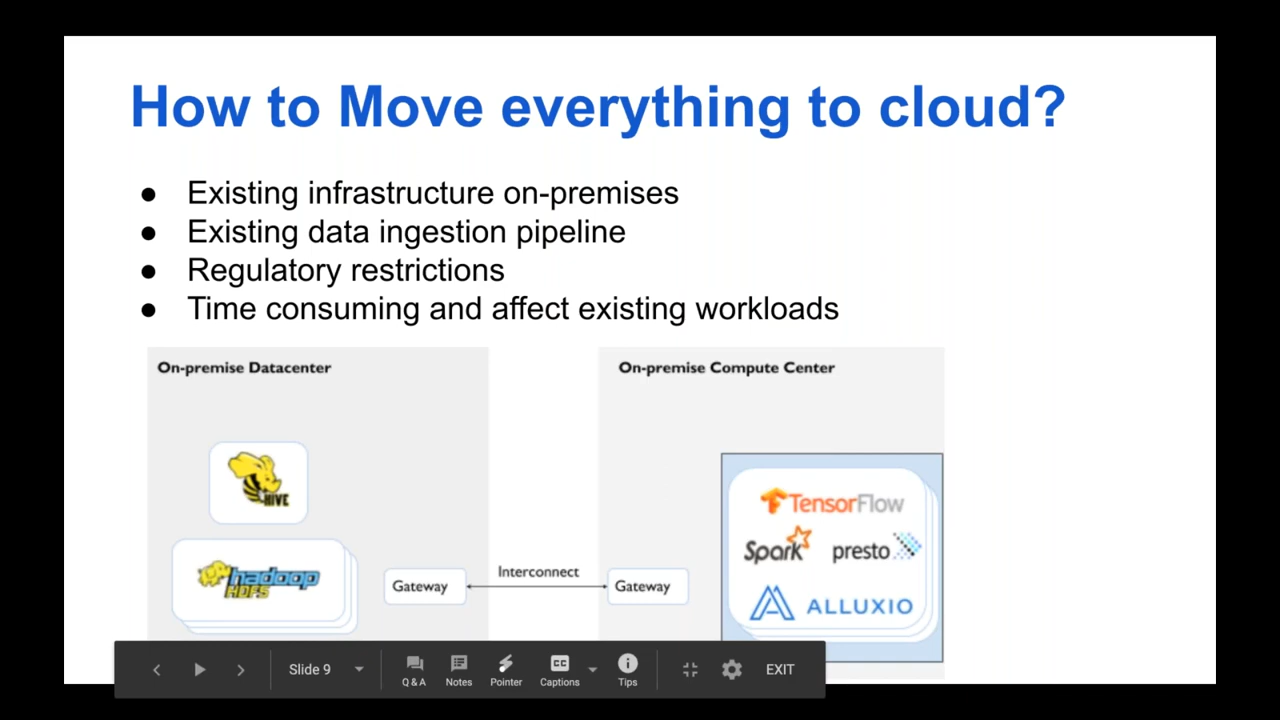 How to Move everything to cloud?
● Existing infrastructure on-premises
● Existing data ingestion pipeline
● Regulatory restrictions
● Time consuming and affect existing workloads
On-premise Datacenter
On-premise Compute Center
HIVE
TensorFlow
Spark presto
hadoop
HDFS
Gateway
Interconnect
Gateway
ALLUXIO
Slide 9
Q & A
Notes
Pointer
CC
Captions
Tips
EXIT